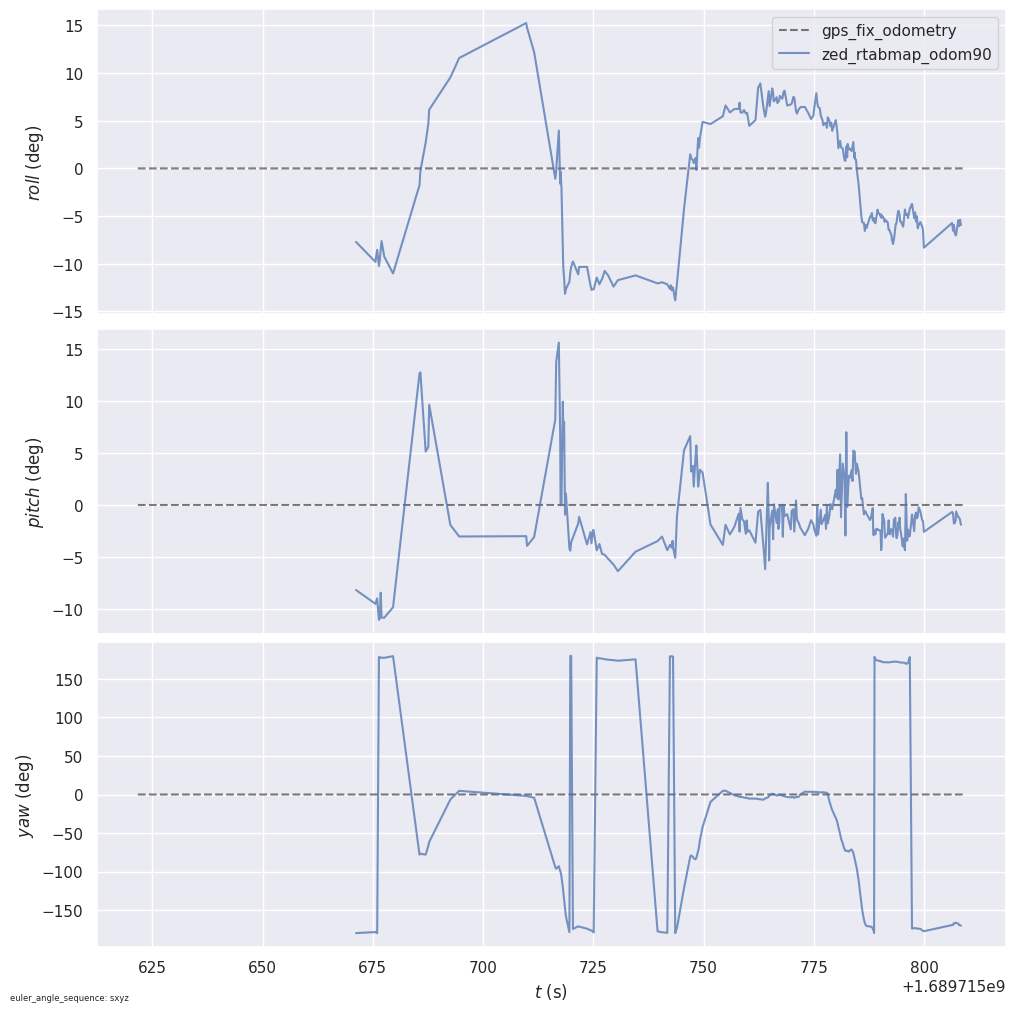 gps_fix_odometry
zed_rtabmap_odom90
15
10
5
0
−5
−10
−15
roll (deg)
15
10
5
0
−5
−10
pitch (deg)
150
100
50
0
−50
−100
−150
yaw (deg)
625 650 675 700 725 750 775 800
+1.689715e9
t (s)
euler_angle_sequence: sxyz